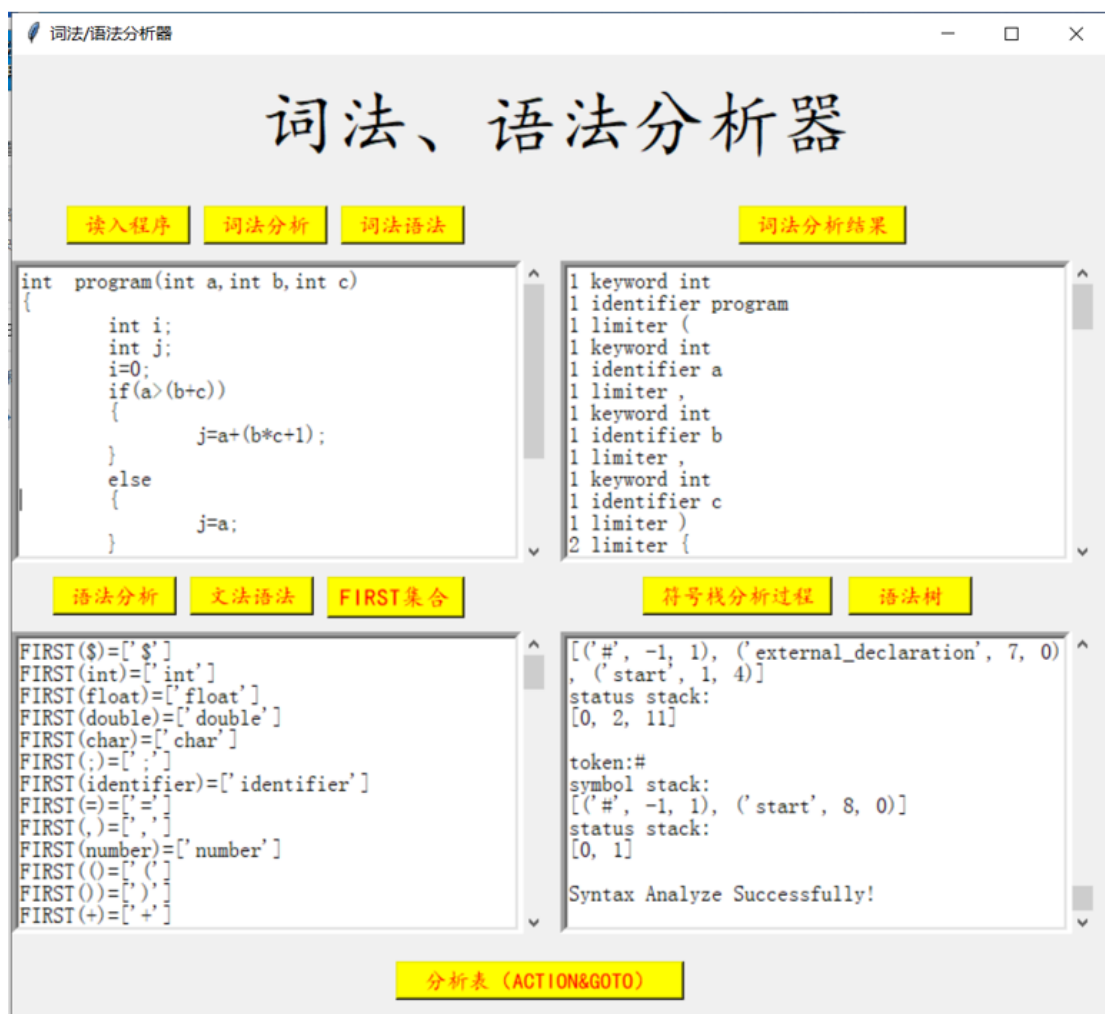 词法/语法分析器
词法、语法分析器
读入程序 词法分析 词法语法 词法分析结果
int  program(int a,int b,int c)
{
        int i;
        int j;
        i=0;
        if(a>(b+c))
        {
                j=a+(b*c+1);
        }
        else
        {
                j=a;
        }
1 keyword int
1 identifier program
1 limiter (
1 keyword int
1 identifier a
1 limiter ,
1 keyword int
1 identifier b
1 limiter ,
1 keyword int
1 identifier c
1 limiter )
2 limiter {
语法分析 文法语法 FIRST集合 符号栈分析过程 语法树
FIRST($)=['$']
FIRST(int)=['int']
FIRST(float)=['float']
FIRST(double)=['double']
FIRST(char)=['char']
FIRST(;)=[';']
FIRST(identifier)=['identifier']
FIRST(=)=['=']
FIRST(,)=[',']
FIRST(number)=['number']
FIRST(()=['(']
FIRST())=[')']
FIRST(+)=['+']
[('#', -1, 1), ('external_declaration', 7, 0)
, ('start', 1, 4)]
status stack:
[0, 2, 11]
token:#
symbol stack:
[('#', -1, 1), ('start', 8, 0)]
status stack:
[0, 1]
Syntax Analyze Successfully!
分析表（ACTION&GOTO）